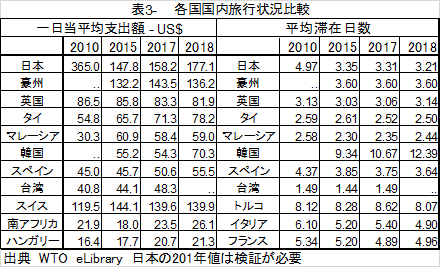 表3-　各国国内旅行状況比較
一日当平均支出額 - US$ 平均滞在日数
2010 2015 2017 2018 2010 2015 2017 2018
日本 365.0 147.8 158.2 177.1 日本 4.97 3.35 3.31 3.21
豪州 .. 132.2 143.5 136.2 豪州 .. 3.60 3.60 3.60
英国 86.5 85.8 83.3 81.9 英国 3.13 3.03 3.06 3.14
タイ 54.8 65.7 71.3 78.2 タイ 2.59 2.61 2.52 2.50
マレーシア 30.3 60.9 58.4 59.0 マレーシア 2.58 2.30 2.35 2.44
韓国 .. 55.2 54.3 70.3 韓国 9.34 10.67 12.39
スペイン 45.0 45.7 50.6 55.5 スペイン 4.37 3.85 3.75 3.64
台湾 40.8 44.1 48.3 .. 台湾 1.49 1.44 1.49 ..
スイス 119.5 144.1 139.6 139.9 トルコ 8.12 8.28 8.62 8.07
南アフリカ 21.9 18.0 23.5 26.1 イタリア 6.10 5.20 5.40 4.90
ハンガリー 16.4 17.7 20.7 21.3 フランス 5.34 5.20 4.89 4.96
出典 WTO eLibrary 日本の201年値は検証が必要